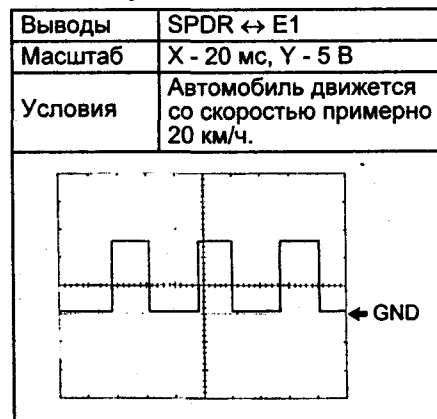 Выводы SPDR ↔ E1
Масштаб X - 20 мс, Y - 5 В
Условия Автомобиль движется
со скоростью примерно
20 км/ч.
← GND